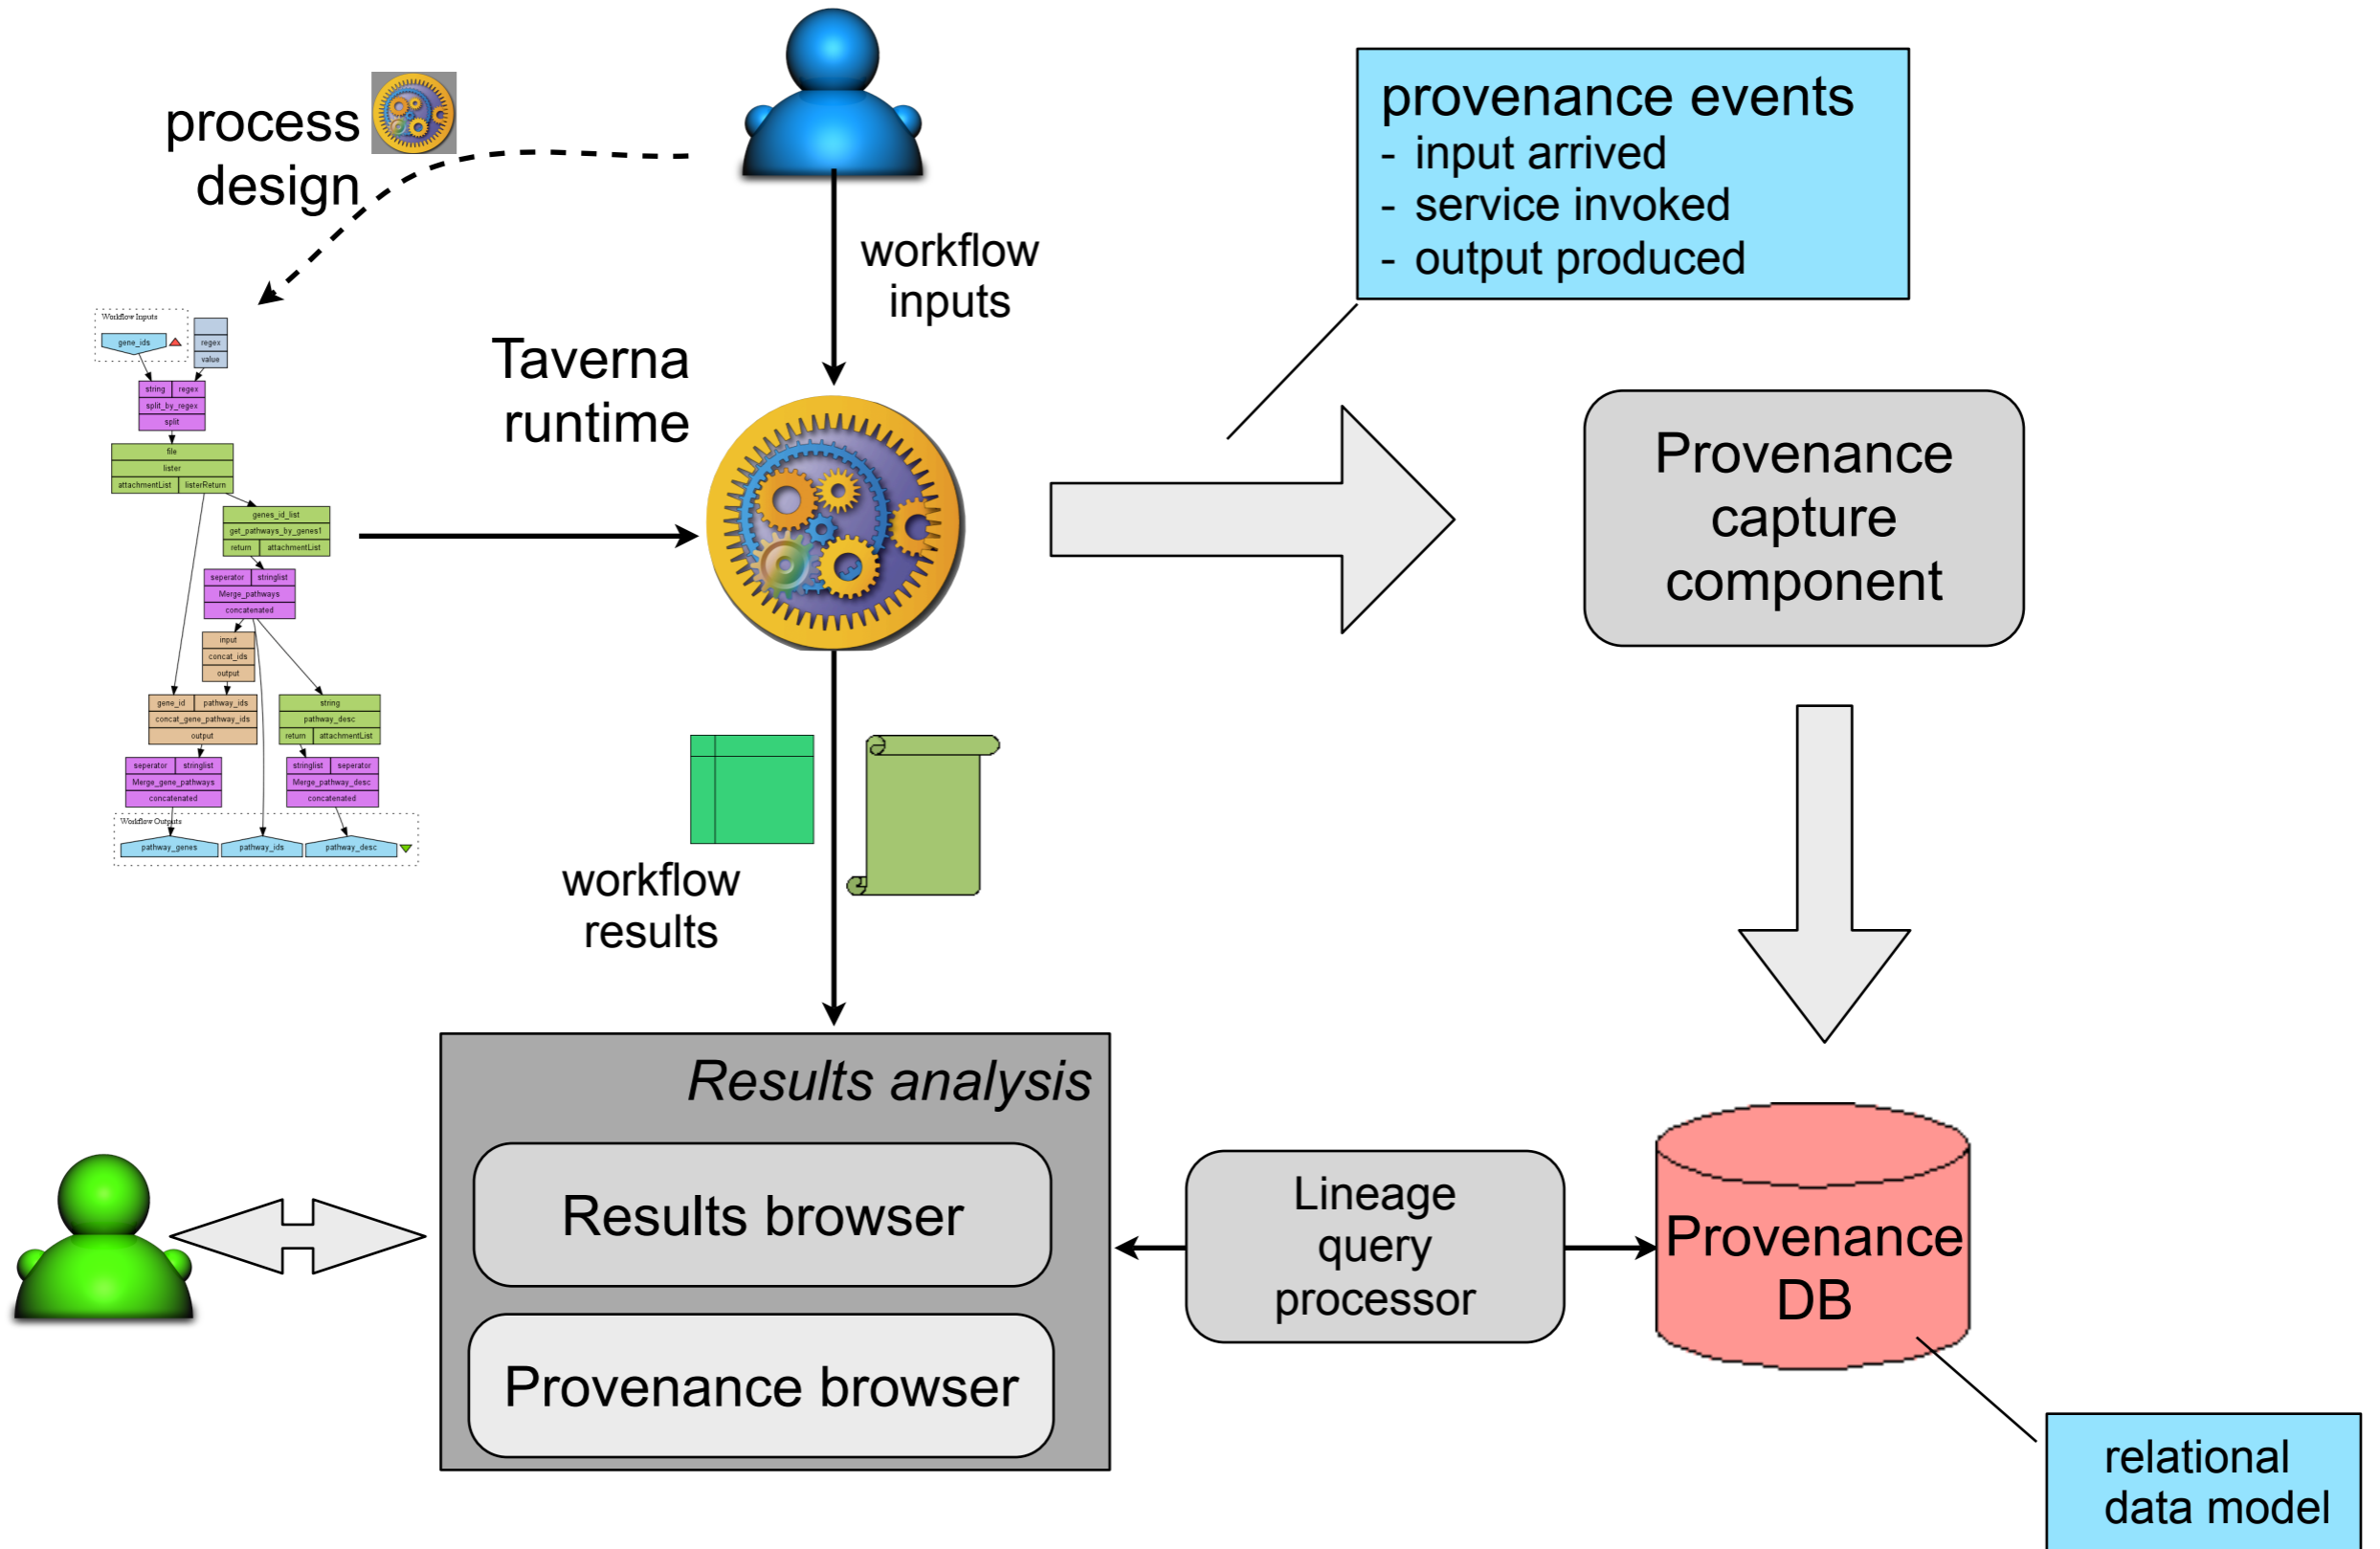 process
design
workflow
inputs
provenance events
- input arrived
- service invoked
- output produced
Taverna
runtime
Provenance
capture
component
Workflow Inputs
gene_ids
regex
value
string regex
split_by_regex
split
file
lister
attachmentList listerReturn
genes_id_list
get_pathways_by_genes1
return attachmentList
seperator stringlist
Merge_pathways
concatenated
input
concat_ids
output
gene_id pathway_ids
concat_gene_pathway_ids
output
string
pathway_desc
return attachmentList
seperator stringlist
Merge_gene_pathways
concatenated
stringlist seperator
Merge_pathway_desc
concatenated
Workflow Outputs
pathway_genes pathway_ids pathway_desc
workflow
results
Results analysis
Results browser
Provenance browser
Lineage
query
processor
Provenance
DB
relational
data model